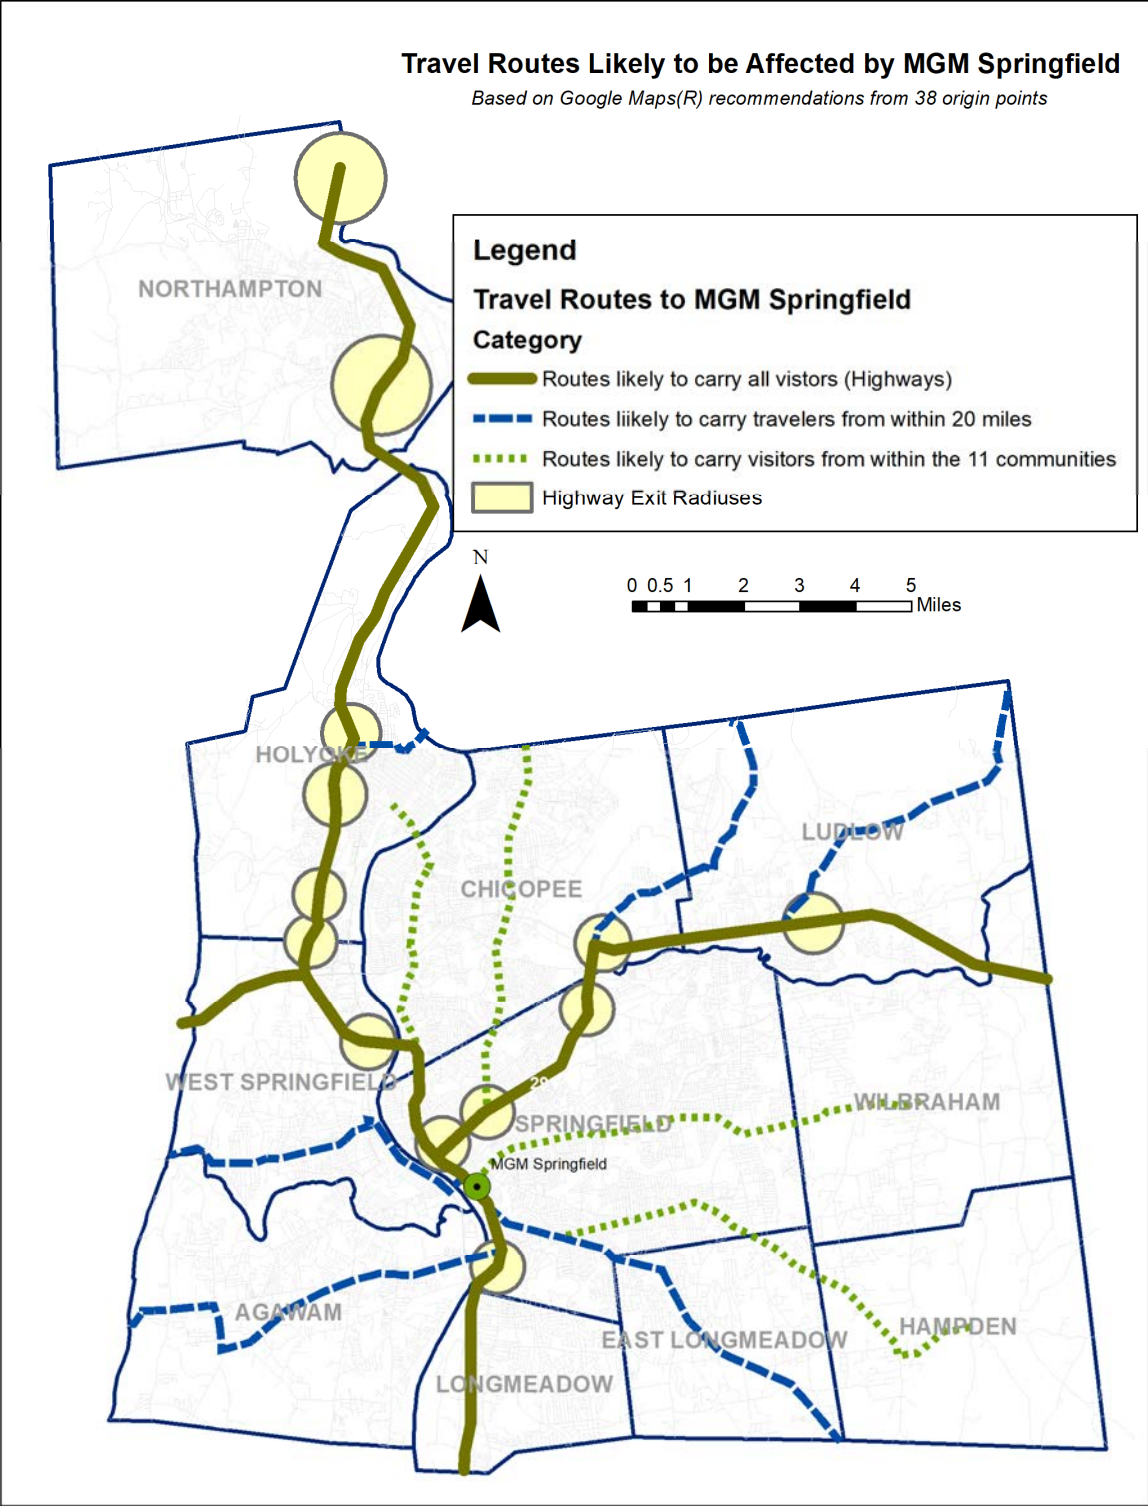 Travel Routes Likely to be Affected by MGM Springfield
Based on Google Maps(R) recommendations from 38 origin points
NORTHAMPTON
Legend
Travel Routes to MGM Springfield
Category
Routes likely to carry all vistors (Highways)
Routes liikely to carry travelers from within 20 miles
Routes likely to carry visitors from within the 11 communities
Highway Exit Radiuses
N
0 0.5 1 2 3 4 5
Miles
HOLYOKE
LUDLOW
CHICOPEE
WEST SPRINGFIELD
29
WILBRAHAM
SPRINGFIELD
MGM Springfield
AGAWAM
HAMPDEN
EAST LONGMEADOW
LONGMEADOW